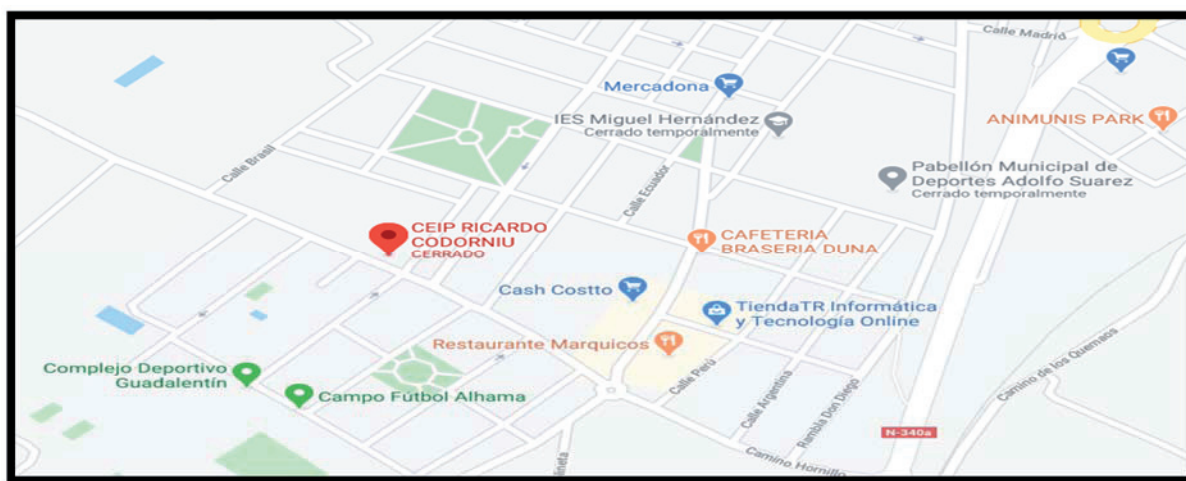 Calle Madrid
Mercadona
IES Miguel Hernández
Cerrado temporalmente
ANIMUNIS PARK
Calle Brasil
Pabellón Municipal de
Deportes Adolfo Suarez
Cerrado temporalmente
Calle Ecuador
CEIP RICARDO
CODORNIU
CERRADO
CAFETERIA
BRASERIA DUNA
Cash Costto
TiendaTR Informática
y Tecnología Online
Restaurante Marquicos
Complejo Deportivo
Guadalentín
Campo Fútbol Alhama
Calle Perú
Calle Argentina
Rambla Don Diego
Camino de los Quemaos
N-340a
Camino Hornillo
lineta